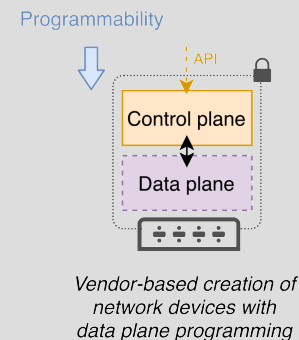 Programmability
API
Control plane
Data plane
Vendor-based creation of
network devices with
data plane programming